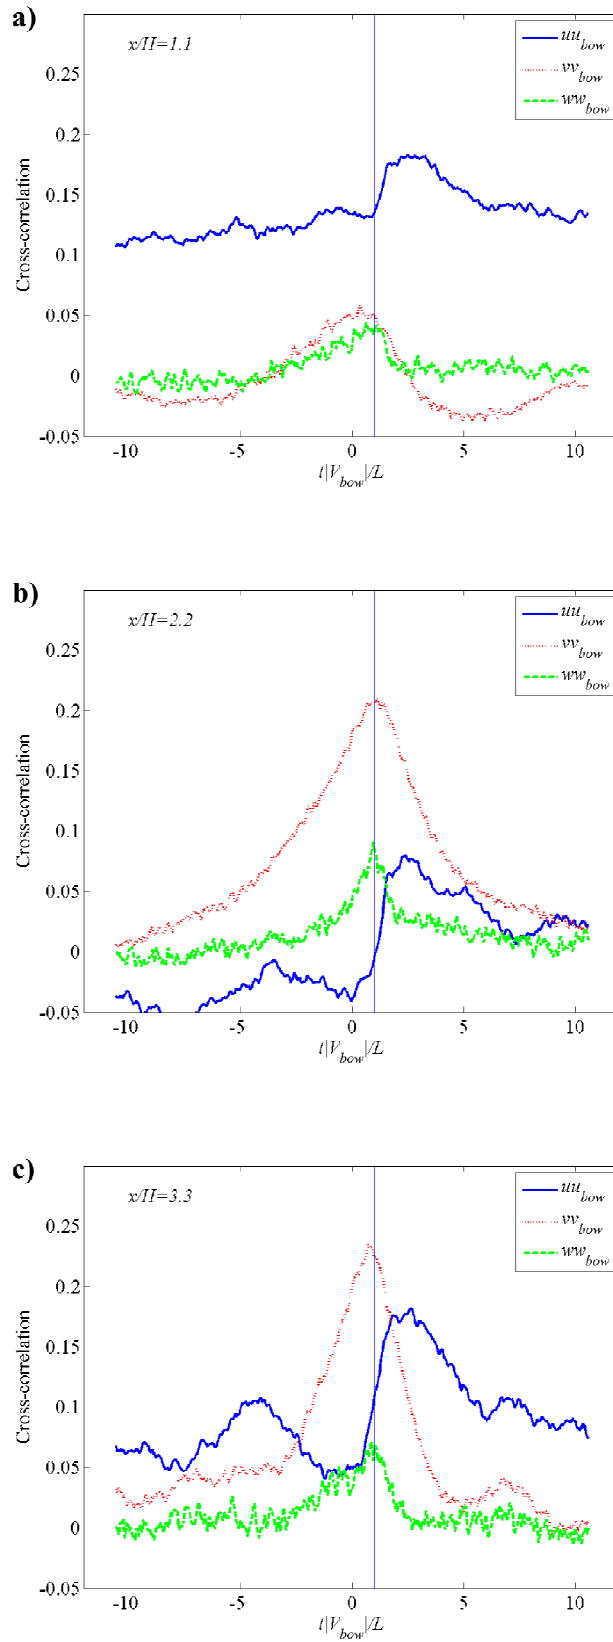 a)
x/H=1.1
uu_bow
vv_bow
ww_bow
0.25
0.2
0.15
0.1
0.05
0
-0.05
Cross-correlation
-10 -5 0 5 10
t|V_bow|/L
b)
x/H=2.2
uu_bow
vv_bow
ww_bow
0.25
0.2
0.15
0.1
0.05
0
-0.05
Cross-correlation
-10 -5 0 5 10
t|V_bow|/L
c)
x/H=3.3
uu_bow
vv_bow
ww_bow
0.25
0.2
0.15
0.1
0.05
0
-0.05
Cross-correlation
-10 -5 0 5 10
t|V_bow|/L